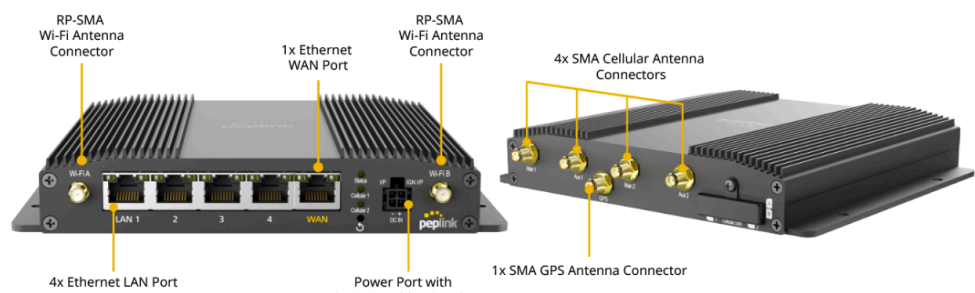 RP-SMA
Wi-Fi Antenna
Connector
1x Ethernet
WAN Port
RP-SMA
Wi-Fi Antenna
Connector
4x SMA Cellular Antenna
Connectors
Wi-Fi A
Status
Cellular 1
Cellular 2
I/P
IGN I/P
Wi-Fi B
LAN 1
2
3
4
WAN
- +
DC IN
peplink
Main 1
Aux 1
Main 2
Aux 2
GPS
4x Ethernet LAN Port
Power Port with
1x SMA GPS Antenna Connector